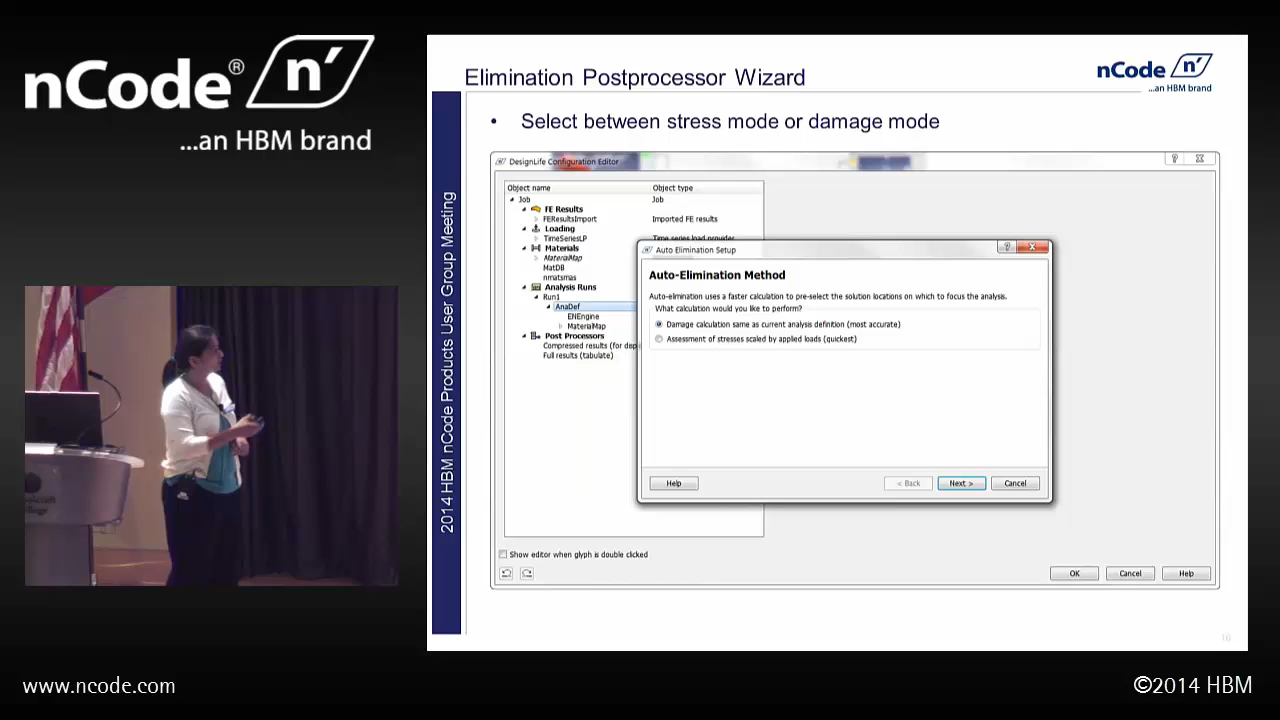 nCode® n'
...an HBM brand
2014 HBM nCode Products User Group Meeting
Elimination Postprocessor Wizard
nCode n'
...an HBM brand
• Select between stress mode or damage mode
DesignLife Configuration Editor
Object name Object type
Job Job
FE Results
FEResultsImport Imported FE results
Loading
TimeSeriesLP Time series load provider
Materials
MaterialMap
MatDB
nmatsmas
Analysis Runs
Run1
AnaDef
ENEngine
MaterialMap
Post Processors
Compressed results (for displ
Full results (tabulate)
Auto Elimination Setup
Auto-Elimination Method
Auto-elimination uses a faster calculation to pre-select the solution locations on which to focus the analysis.
What calculation would you like to perform?
Damage calculation same as current analysis definition (most accurate)
Assessment of stresses scaled by applied loads (quickest)
Help < Back Next > Cancel
Show editor when glyph is double clicked
OK Cancel Help
16
www.ncode.com
©2014 HBM